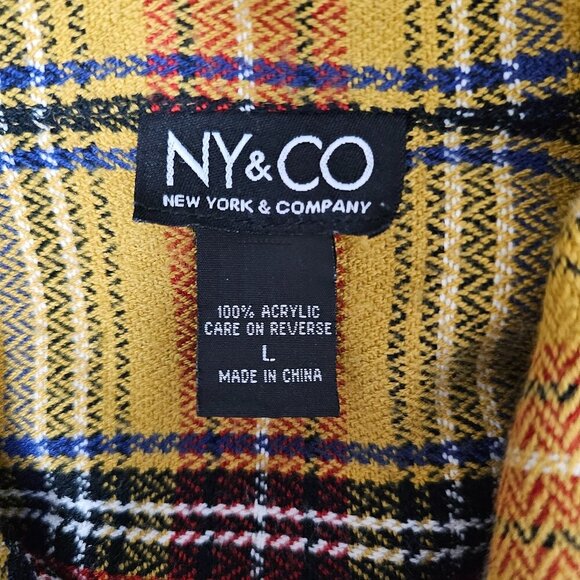 NY&CO
NEW YORK & COMPANY
100% ACRYLIC
CARE ON REVERSE
L
MADE IN CHINA